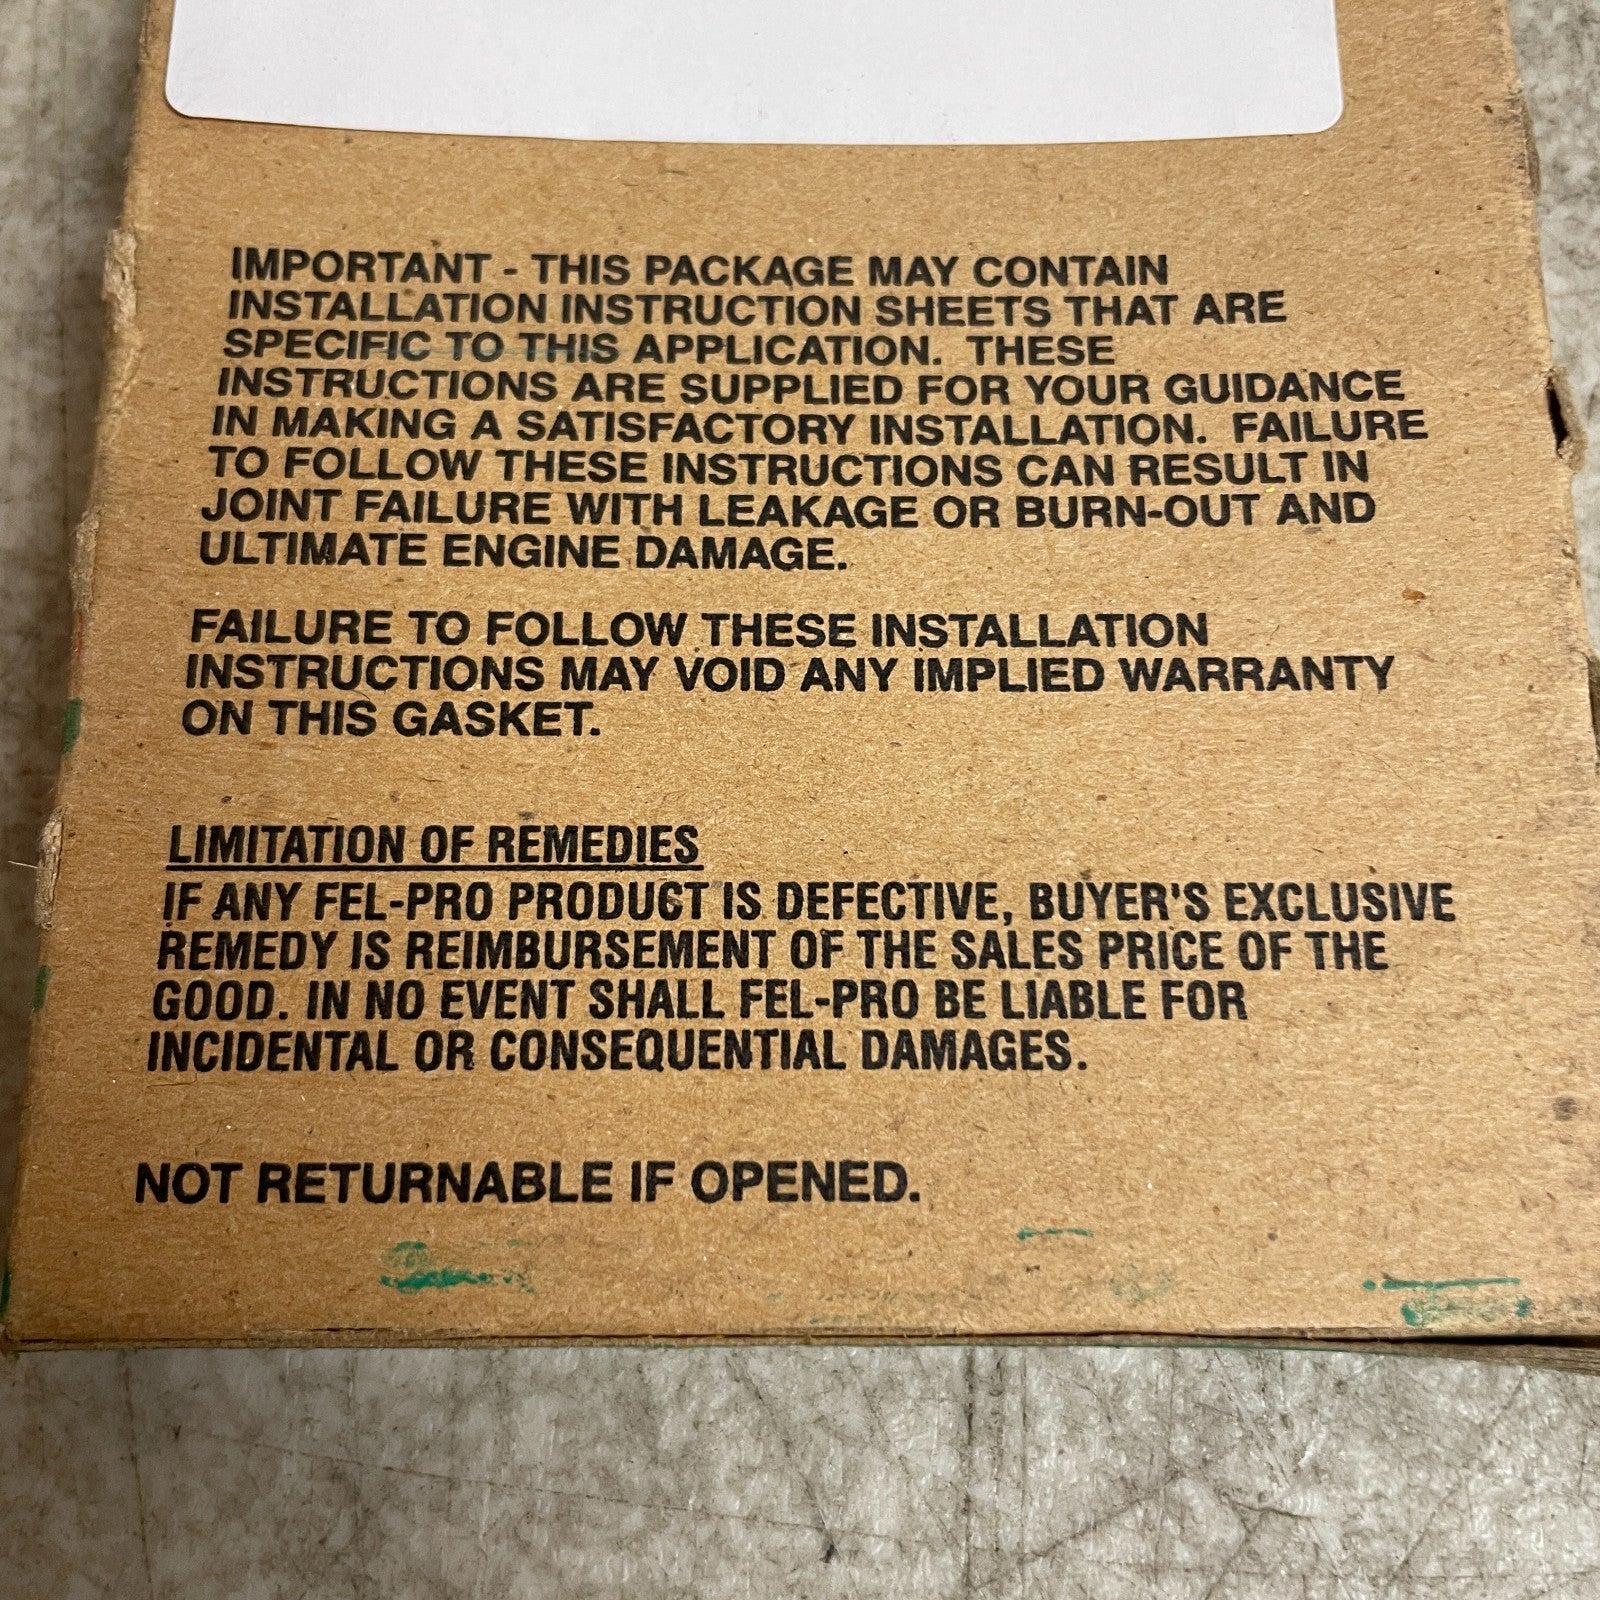 IMPORTANT - THIS PACKAGE MAY CONTAIN
INSTALLATION INSTRUCTION SHEETS THAT ARE
SPECIFIC TO THIS APPLICATION. THESE
INSTRUCTIONS ARE SUPPLIED FOR YOUR GUIDANCE
IN MAKING A SATISFACTORY INSTALLATION. FAILURE
TO FOLLOW THESE INSTRUCTIONS CAN RESULT IN
JOINT FAILURE WITH LEAKAGE OR BURN-OUT AND
ULTIMATE ENGINE DAMAGE.
FAILURE TO FOLLOW THESE INSTALLATION
INSTRUCTIONS MAY VOID ANY IMPLIED WARRANTY
ON THIS GASKET.
LIMITATION OF REMEDIES
IF ANY FEL-PRO PRODUCT IS DEFECTIVE, BUYER'S EXCLUSIVE
REMEDY IS REIMBURSEMENT OF THE SALES PRICE OF THE
GOOD. IN NO EVENT SHALL FEL-PRO BE LIABLE FOR
INCIDENTAL OR CONSEQUENTIAL DAMAGES.
NOT RETURNABLE IF OPENED.